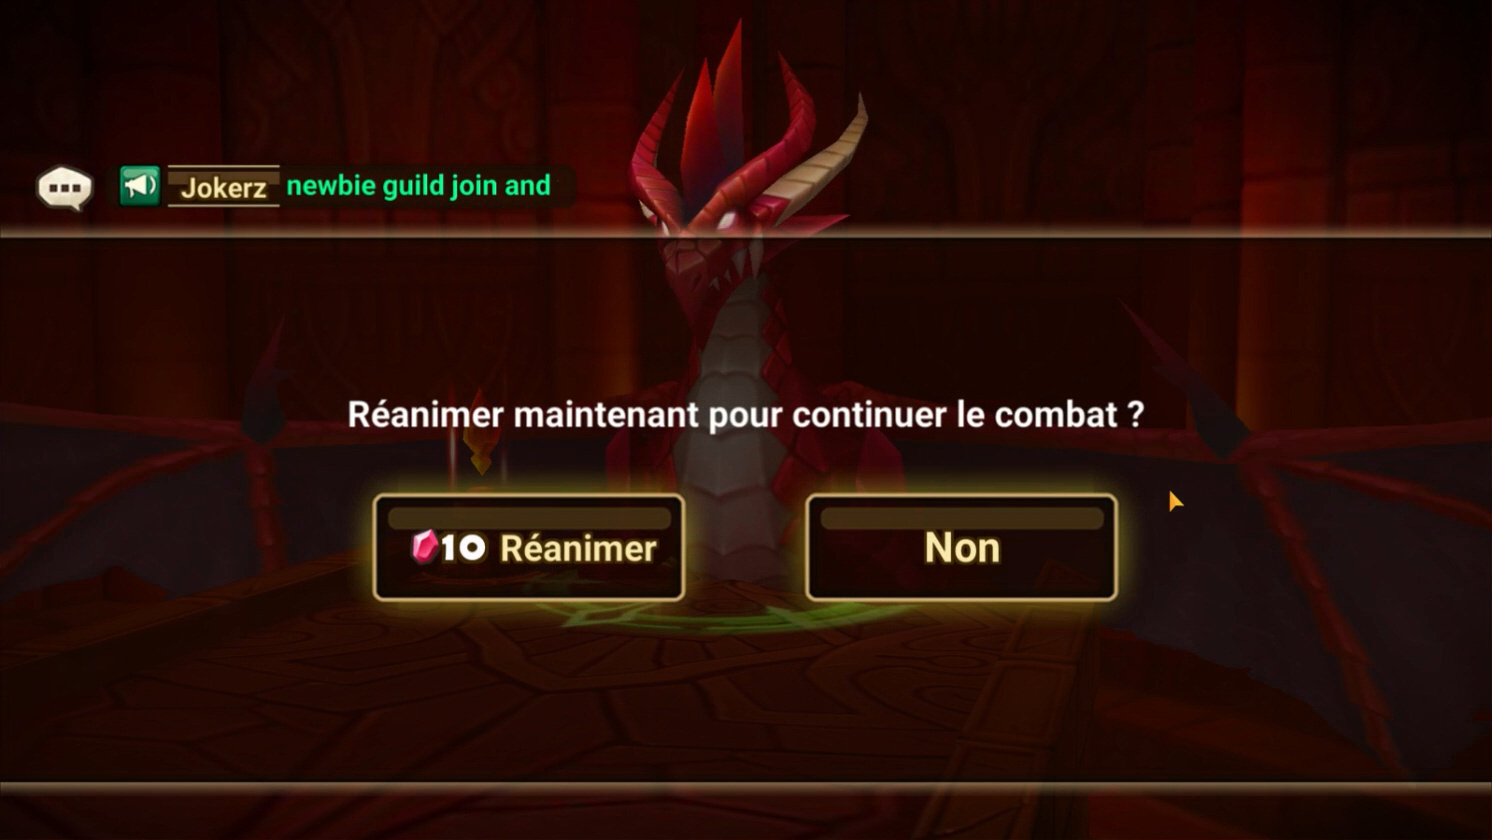 Jokerz newbie guild join and
Réanimer maintenant pour continuer le combat ?
10 Réanimer
Non